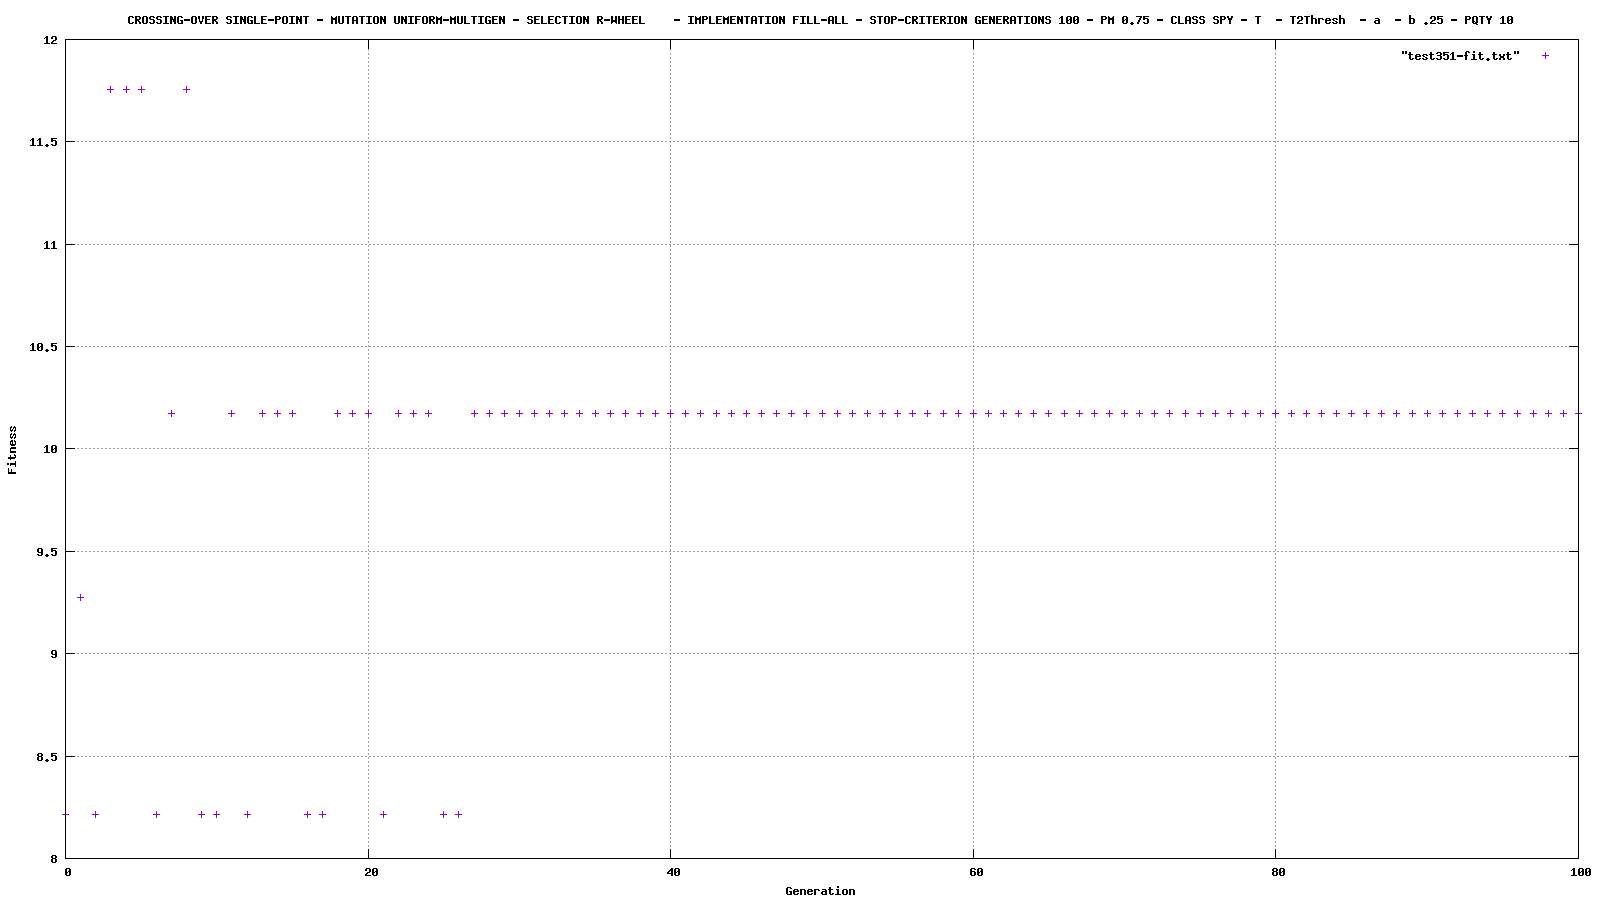 CROSSING-OVER SINGLE-POINT - MUTATION UNIFORM-MULTIGEN - SELECTION R-WHEEL    - IMPLEMENTATION FILL-ALL - STOP-CRITERION GENERATIONS 100 - PM 0.75 - CLASS SPY - T  - T2Thresh  - a  - b .25 - PQTY 10
"test351-fit.txt"
12
11.5
11
10.5
10
9.5
9
8.5
8
Fitness
0 20 40 60 80 100
Generation